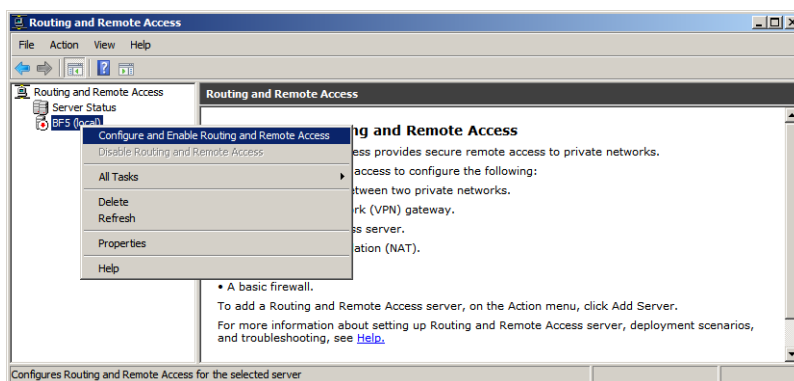 Routing and Remote Access
File Action View Help
Routing and Remote Access
Server Status
BF5 (local)
Configure and Enable Routing and Remote Access
Disable Routing and Remote Access
All Tasks
Delete
Refresh
Properties
Help
Routing and Remote Access
ng and Remote Access
ess provides secure remote access to private networks.
access to configure the following:
etween two private networks.
rk (VPN) gateway.
ss server.
ation (NAT).
• A basic firewall.
To add a Routing and Remote Access server, on the Action menu, click Add Server.
For more information about setting up Routing and Remote Access server, deployment scenarios,
and troubleshooting, see Help.
Configures Routing and Remote Access for the selected server